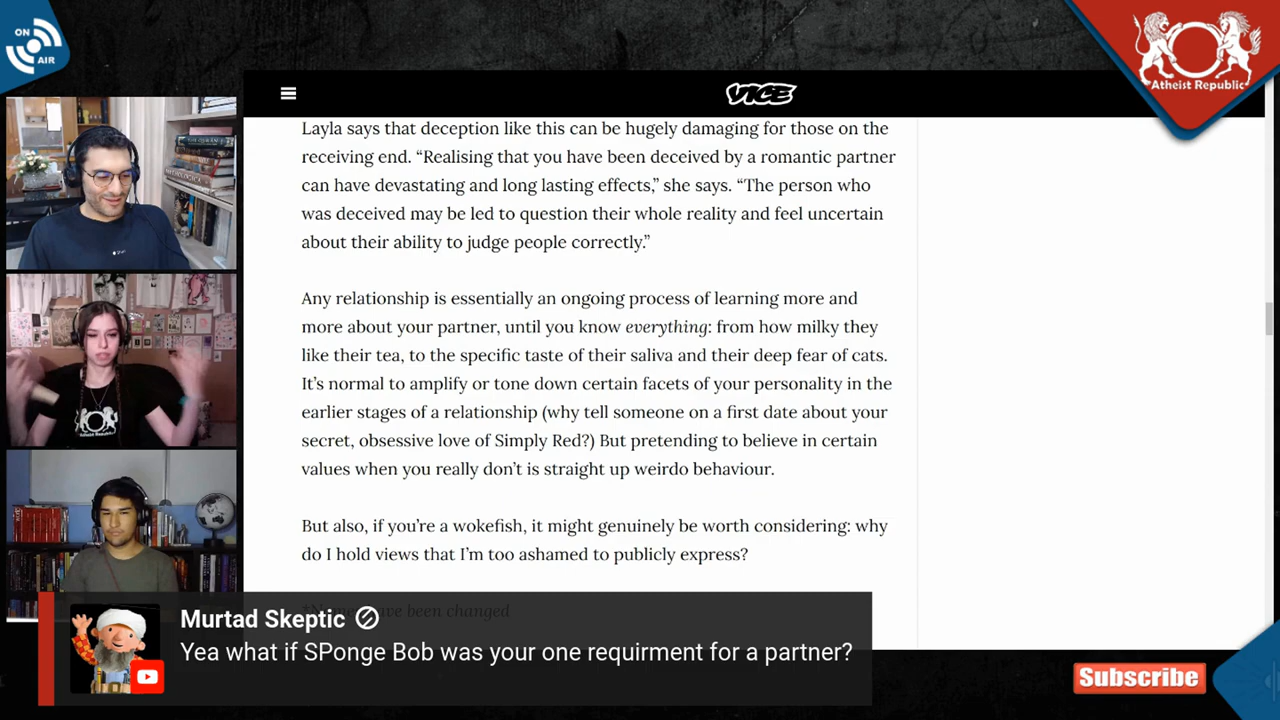 ON
AIR
VICE
Atheist Republic
Layla says that deception like this can be hugely damaging for those on the
receiving end. “Realising that you have been deceived by a romantic partner
can have devastating and long lasting effects,” she says. “The person who
was deceived may be led to question their whole reality and feel uncertain
about their ability to judge people correctly.”
Any relationship is essentially an ongoing process of learning more and
more about your partner, until you know everything: from how milky they
like their tea, to the specific taste of their saliva and their deep fear of cats.
It’s normal to amplify or tone down certain facets of your personality in the
earlier stages of a relationship (why tell someone on a first date about your
secret, obsessive love of Simply Red?) But pretending to believe in certain
values when you really don’t is straight up weirdo behaviour.
But also, if you’re a wokefish, it might genuinely be worth considering: why
do I hold views that I’m too ashamed to publicly express?
have been changed
Murtad Skeptic
Yea what if SPonge Bob was your one requirment for a partner?
Subscribe